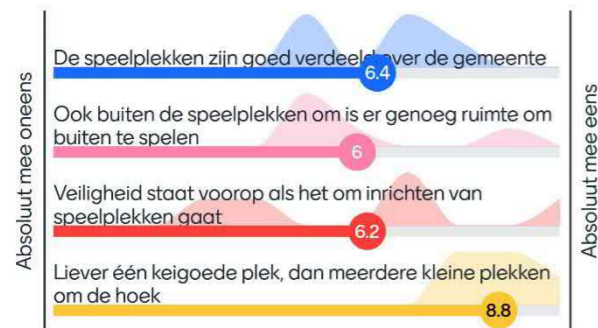 Absoluut mee oneens
De speelplekken zijn goed verdeeld over de gemeente
6.4
Ook buiten de speelplekken om is er genoeg ruimte om
buiten te spelen
6
Veiligheid staat voorop als het om inrichten van
speelplekken gaat
6.2
Liever één keigoede plek, dan meerdere kleine plekken
om de hoek
8.8
Absoluut mee eens